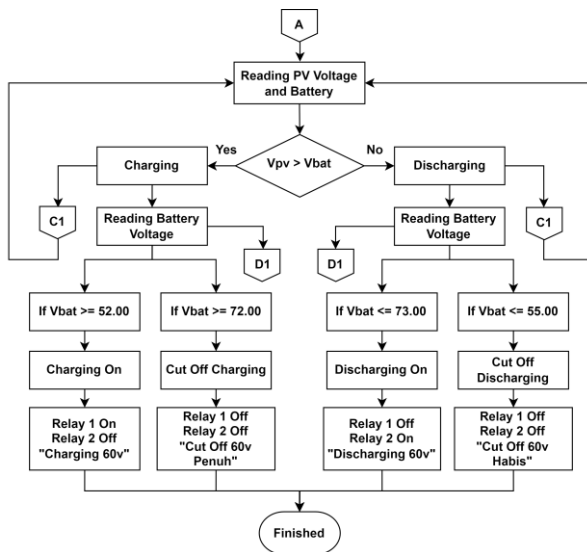 A
Reading PV Voltage
and Battery
Yes
Vpv > Vbat
No
Charging
Discharging
C1
Reading Battery
Voltage
D1
Reading Battery
Voltage
D1
C1
If Vbat >= 52.00
If Vbat >= 72.00
If Vbat <= 73.00
If Vbat <= 55.00
Charging On
Cut Off Charging
Discharging On
Cut Off
Discharging
Relay 1 On
Relay 2 Off
"Charging 60v"
Relay 1 Off
Relay 2 Off
"Cut Off 60v
Penuh"
Relay 1 Off
Relay 2 On
"Discharging 60v"
Relay 1 Off
Relay 2 Off
"Cut Off 60v
Habis"
Finished